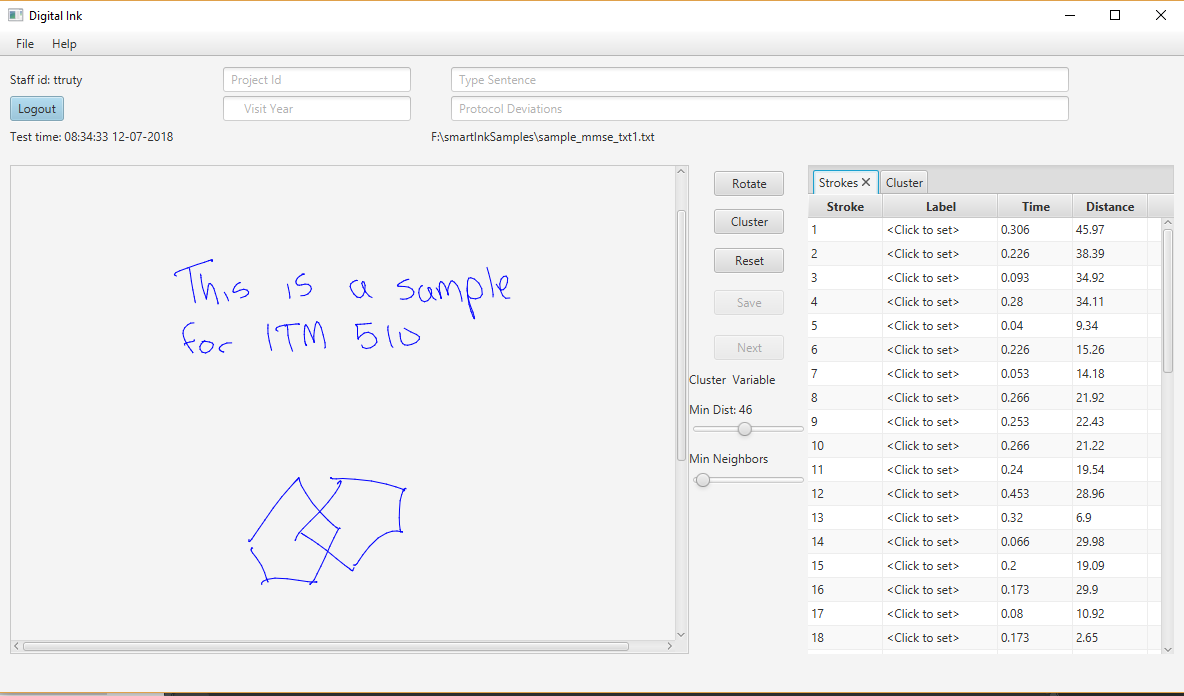 Digital Ink
File Help
Staff id: ttruty Project Id Type Sentence
Logout Visit Year Protocol Deviations
Test time: 08:34:33 12-07-2018 F:\smartInkSamples\sample_mmse_txt1.txt
This is a sample
for ITM 510
Rotate
Cluster
Reset
Save
Next
Cluster Variable
Min Dist: 46
Min Neighbors
Strokes Cluster
Stroke Label Time Distance
1 <Click to set> 0.306 45.97
2 <Click to set> 0.226 38.39
3 <Click to set> 0.093 34.92
4 <Click to set> 0.28 34.11
5 <Click to set> 0.04 9.34
6 <Click to set> 0.226 15.26
7 <Click to set> 0.053 14.18
8 <Click to set> 0.266 21.92
9 <Click to set> 0.253 22.43
10 <Click to set> 0.266 21.22
11 <Click to set> 0.24 19.54
12 <Click to set> 0.453 28.96
13 <Click to set> 0.32 6.9
14 <Click to set> 0.066 29.98
15 <Click to set> 0.2 19.09
16 <Click to set> 0.173 29.9
17 <Click to set> 0.08 10.92
18 <Click to set> 0.173 2.65